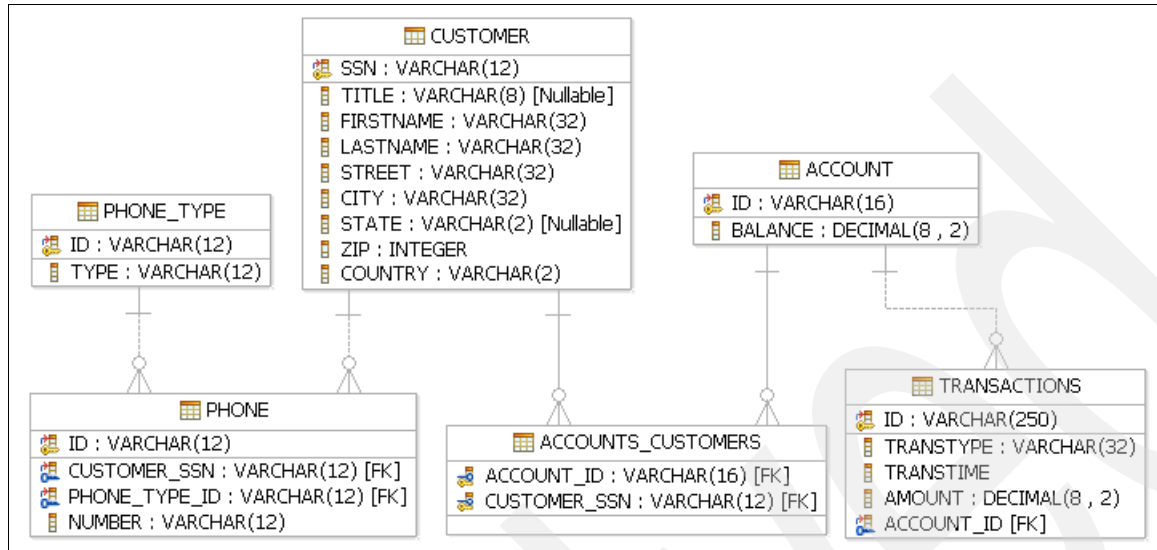 CUSTOMER
SSN : VARCHAR(12)
TITLE : VARCHAR(8) [Nullable]
FIRSTNAME : VARCHAR(32)
LASTNAME : VARCHAR(32)
STREET : VARCHAR(32)
CITY : VARCHAR(32)
STATE : VARCHAR(2) [Nullable]
ZIP : INTEGER
COUNTRY : VARCHAR(2)
ACCOUNT
ID : VARCHAR(16)
BALANCE : DECIMAL(8 , 2)
PHONE_TYPE
ID : VARCHAR(12)
TYPE : VARCHAR(12)
PHONE
ID : VARCHAR(12)
CUSTOMER_SSN : VARCHAR(12) [FK]
PHONE_TYPE_ID : VARCHAR(12) [FK]
NUMBER : VARCHAR(12)
ACCOUNTS_CUSTOMERS
ACCOUNT_ID : VARCHAR(16) [FK]
CUSTOMER_SSN : VARCHAR(12) [FK]
TRANSACTIONS
ID : VARCHAR(250)
TRANSTYPE : VARCHAR(32)
TRANSTIME
AMOUNT : DECIMAL(8 , 2)
ACCOUNT_ID [FK]